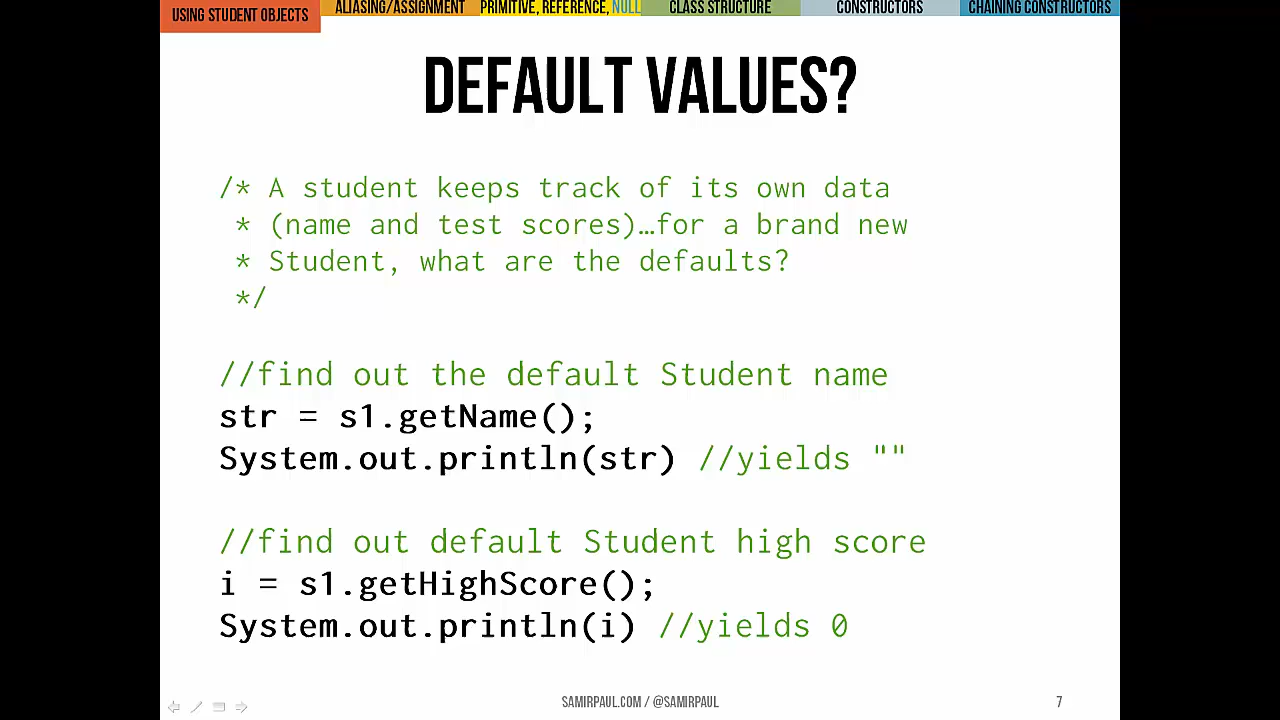 USING STUDENT OBJECTS
ALIASING/ASSIGNMENT
PRIMITIVE, REFERENCE, NULL
CLASS STRUCTURE
CONSTRUCTORS
CHAINING CONSTRUCTORS
DEFAULT VALUES?
/* A student keeps track of its own data
* (name and test scores)…for a brand new
* Student, what are the defaults?
*/
//find out the default Student name
str = s1.getName();
System.out.println(str) //yields ""
//find out default Student high score
i = s1.getHighScore();
System.out.println(i) //yields 0
SAMIRPAUL.COM / @SAMIRPAUL
7